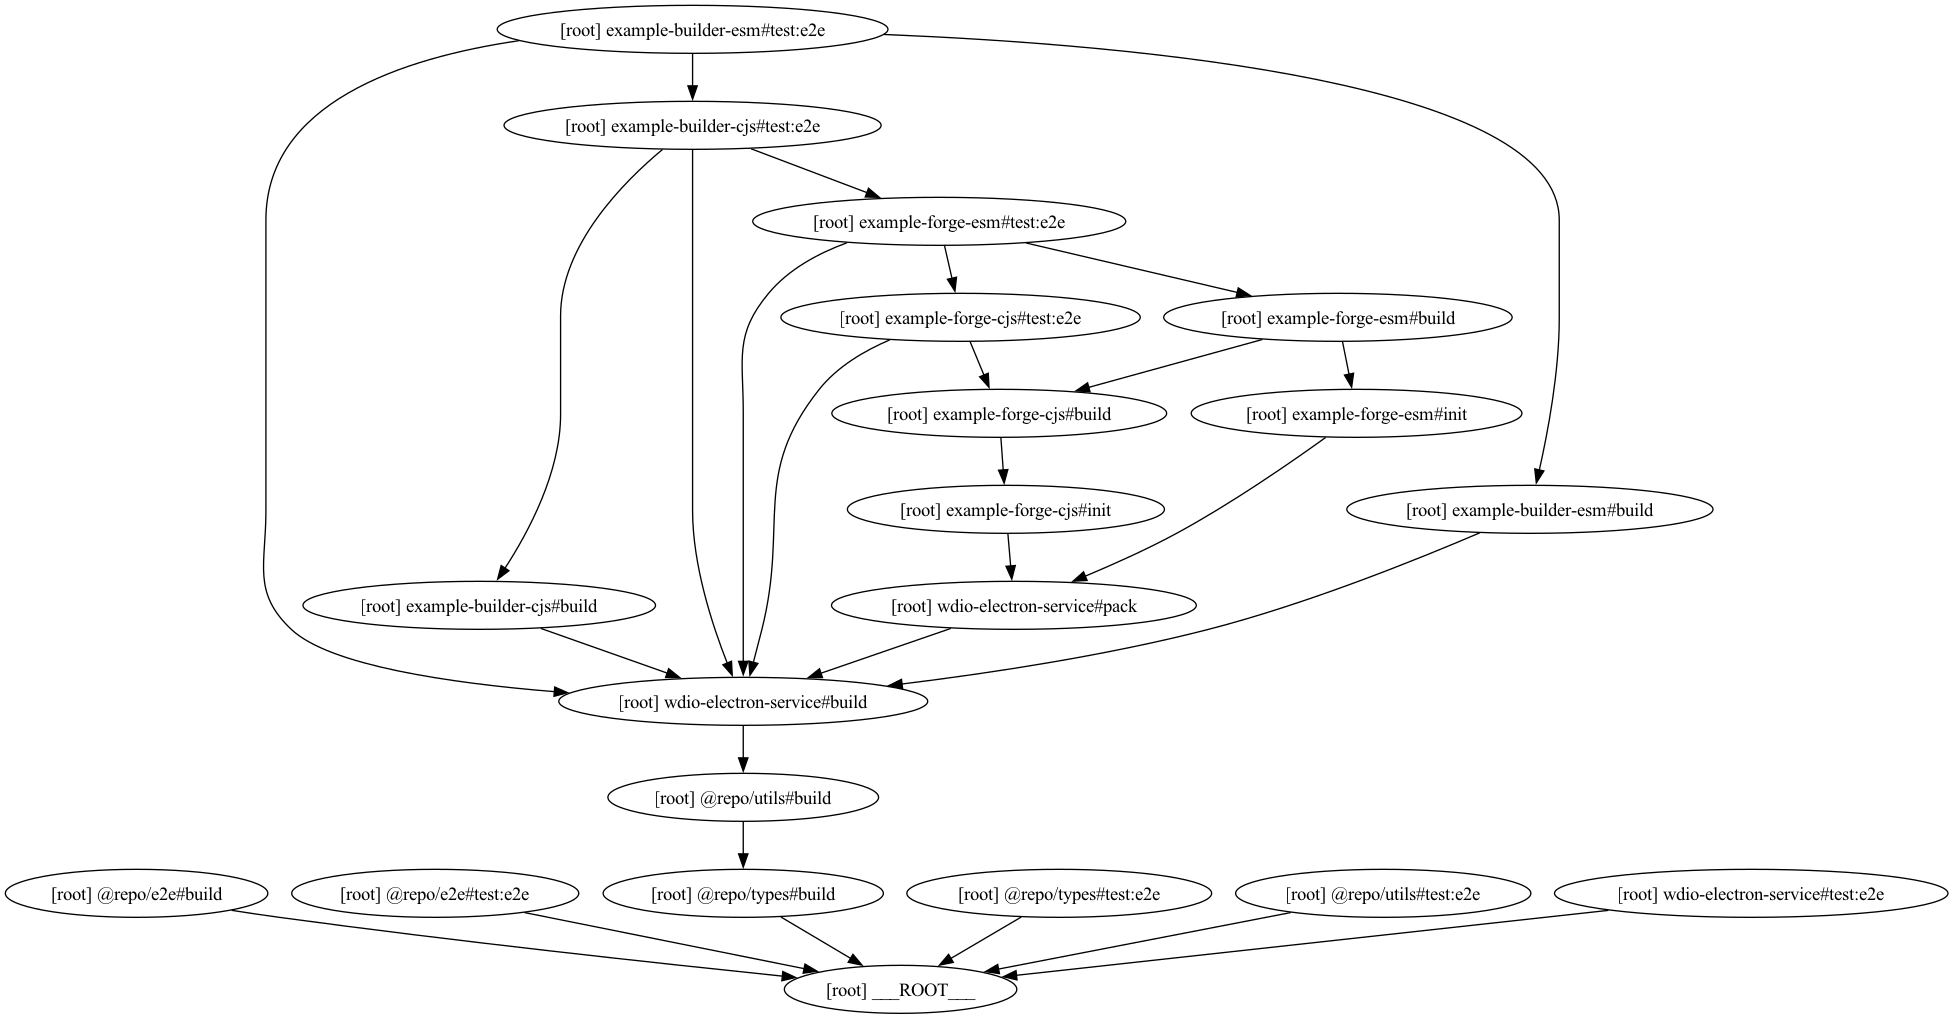 [root] example-builder-esm#test:e2e
[root] example-builder-cjs#test:e2e
[root] example-forge-esm#test:e2e
[root] example-forge-cjs#test:e2e
[root] example-forge-esm#build
[root] example-forge-cjs#build
[root] example-forge-esm#init
[root] example-forge-cjs#init
[root] example-builder-esm#build
[root] example-builder-cjs#build
[root] wdio-electron-service#pack
[root] wdio-electron-service#build
[root] @repo/utils#build
[root] @repo/e2e#build
[root] @repo/e2e#test:e2e
[root] @repo/types#build
[root] @repo/types#test:e2e
[root] @repo/utils#test:e2e
[root] wdio-electron-service#test:e2e
[root] ___ROOT___